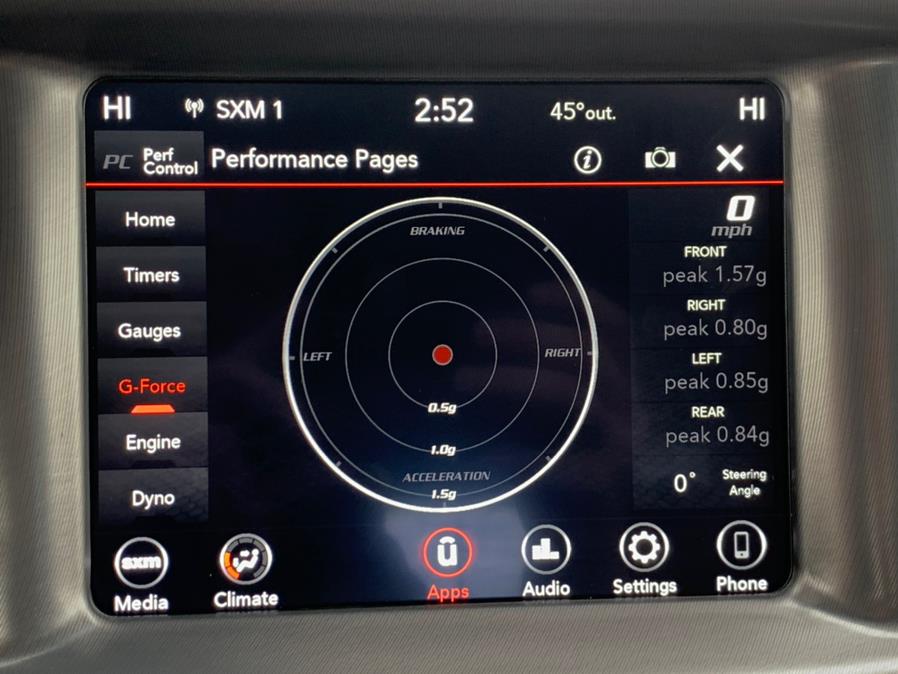 HI SXM 1 2:52 45°out. HI
PC Perf Control Performance Pages i X
Home
Timers
Gauges
G-Force
Engine
Dyno
BRAKING
LEFT
RIGHT
0.5g
1.0g
ACCELERATION
1.5g
0
mph
FRONT
peak 1.57g
RIGHT
peak 0.80g
LEFT
peak 0.85g
REAR
peak 0.84g
0° Steering Angle
sxm
Media
Climate
û
Apps
Audio
Settings
Phone